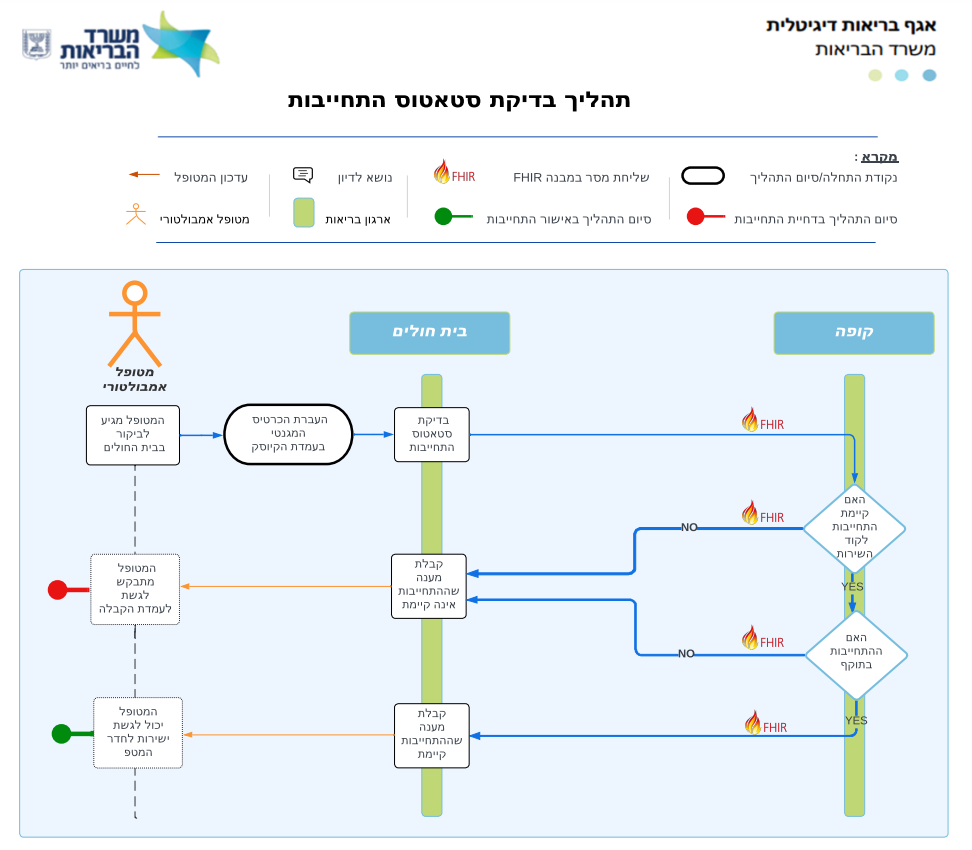 אגף בריאות דיגיטלית
משרד הבריאות
משרד
הבריאות
לחיים בריאים יותר
תהליך בדיקת סטאטוס התחייבות
מקרא :
נקודת התחלה/סיום התהליך
שליחת מסר במבנה FHIR
FHIR
נושא לדיון
עדכון המטופל
סיום התהליך בדחיית התחייבות
סיום התהליך באישור התחייבות
ארגון בריאות
מטופל אמבולטורי
קופה
בית חולים
מטופל
אמבולטורי
המטופל מגיע
לביקור
בבית החולים
העברת הכרטיס
המגנטי
בעמדת הקיוסק
בדיקת
סטאטוס
התחייבות
FHIR
האם
קיימת
התחייבות
לקוד
השירות
FHIR
NO
YES
קבלת
מענה
שההתחייבות
אינה קיימת
המטופל
מתבקש
לגשת
לעמדת הקבלה
האם
ההתחייבות
בתוקף
FHIR
NO
YES
FHIR
קבלת
מענה
שההתחייבות
קיימת
המטופל
יכול לגשת
ישירות לחדר
המטפ